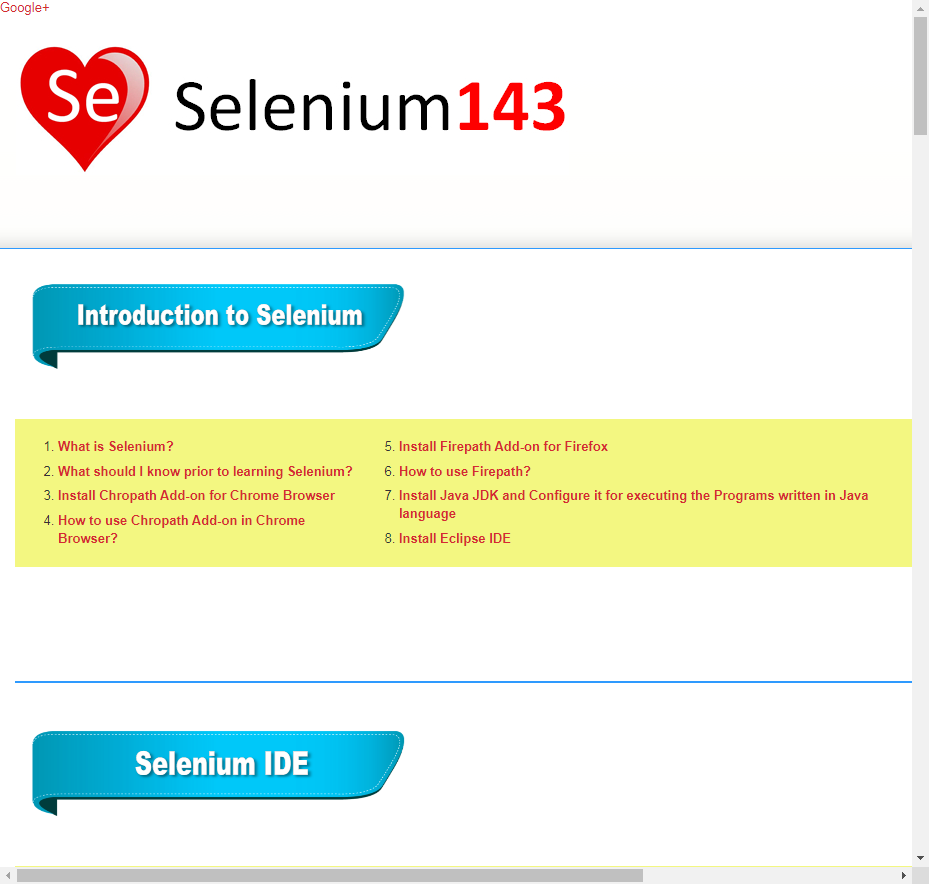 Google+
Se Selenium143
Introduction to Selenium
1. What is Selenium?
2. What should I know prior to learning Selenium?
3. Install Chropath Add-on for Chrome Browser
4. How to use Chropath Add-on in Chrome
Browser?
5. Install Firepath Add-on for Firefox
6. How to use Firepath?
7. Install Java JDK and Configure it for executing the Programs written in Java
language
8. Install Eclipse IDE
Selenium IDE